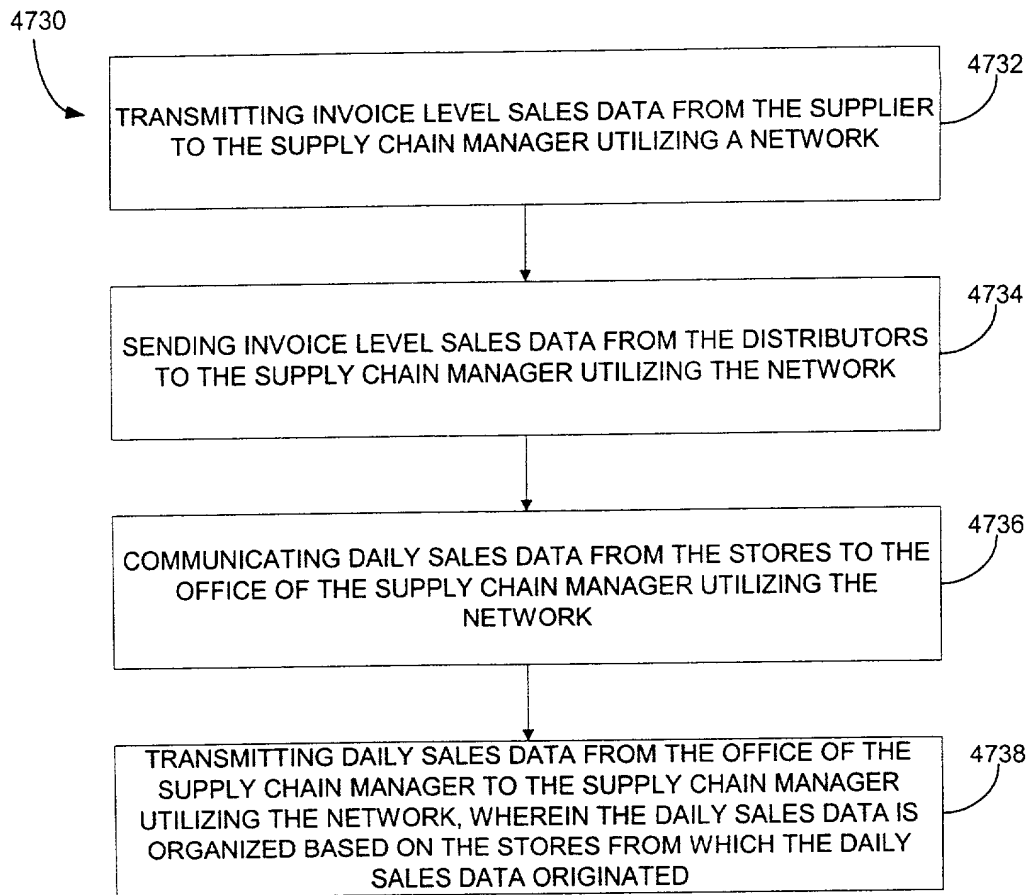 4730
4732
TRANSMITTING INVOICE LEVEL SALES DATA FROM THE SUPPLIER
TO THE SUPPLY CHAIN MANAGER UTILIZING A NETWORK
4734
SENDING INVOICE LEVEL SALES DATA FROM THE DISTRIBUTORS
TO THE SUPPLY CHAIN MANAGER UTILIZING THE NETWORK
4736
COMMUNICATING DAILY SALES DATA FROM THE STORES TO THE
OFFICE OF THE SUPPLY CHAIN MANAGER UTILIZING THE
NETWORK
4738
TRANSMITTING DAILY SALES DATA FROM THE OFFICE OF THE
SUPPLY CHAIN MANAGER TO THE SUPPLY CHAIN MANAGER
UTILIZING THE NETWORK, WHEREIN THE DAILY SALES DATA IS
ORGANIZED BASED ON THE STORES FROM WHICH THE DAILY
SALES DATA ORIGINATED